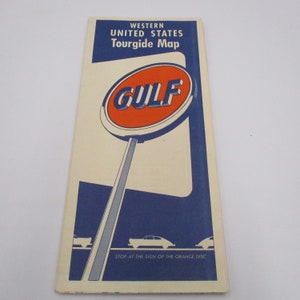 WESTERN
UNITED STATES
Tourgide Map
GULF
STOP AT THE SIGN OF THE ORANGE DISC